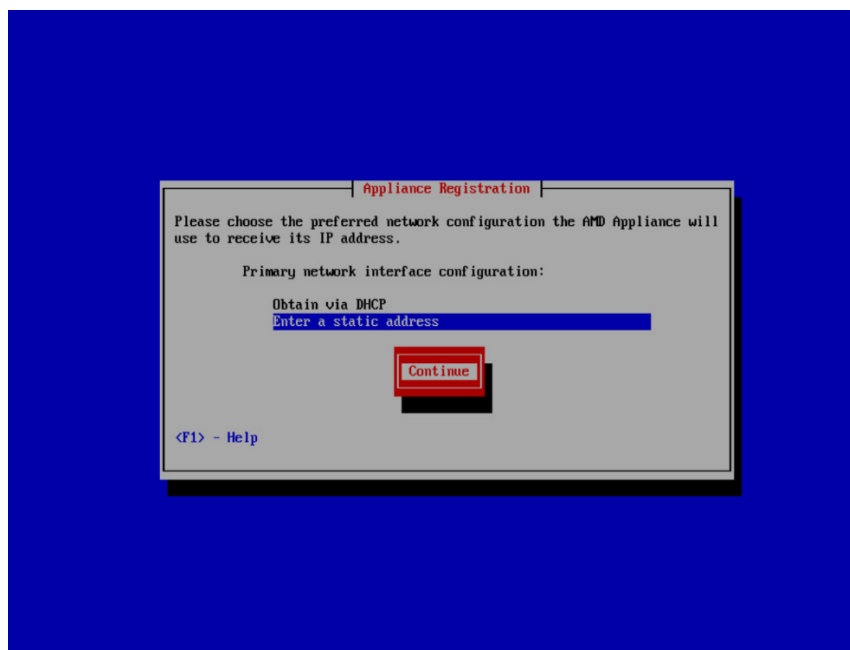 Appliance Registration
Please choose the preferred network configuration the AMD Appliance will
use to receive its IP address.
Primary network interface configuration:
Obtain via DHCP
Enter a static address
Continue
<F1> - Help